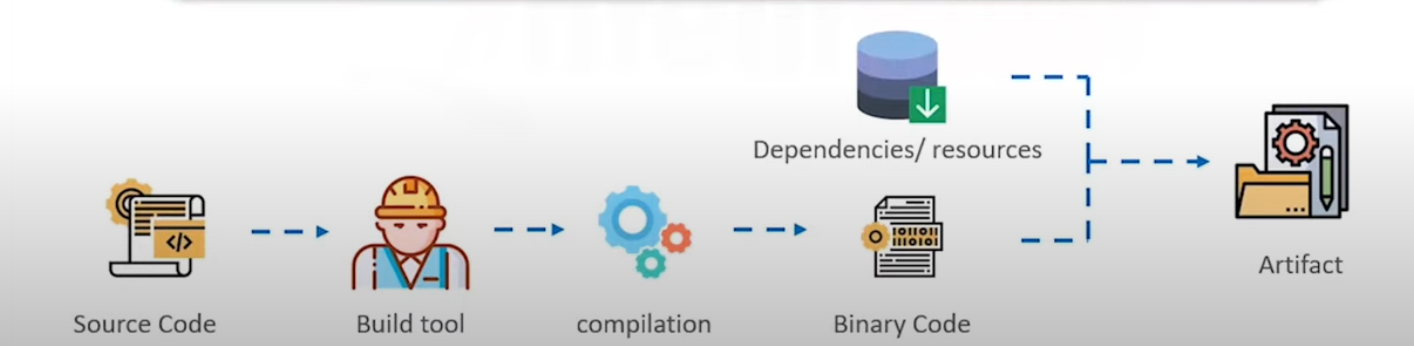 Dependencies/ resources
Artifact
Source Code
Build tool
compilation
Binary Code